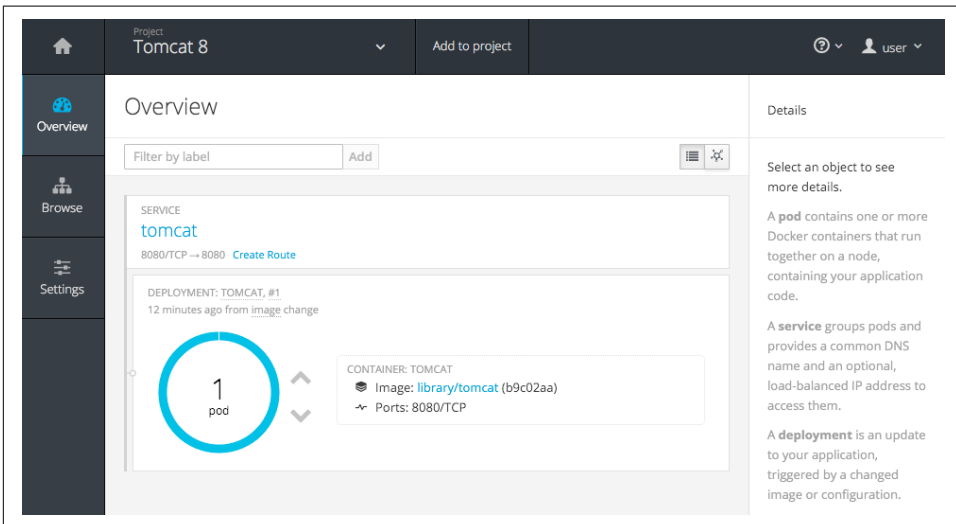 Project
Tomcat 8
Add to project
user
Overview
Browse
Settings
Overview
Filter by label
Add
SERVICE
tomcat
8080/TCP → 8080 Create Route
DEPLOYMENT: TOMCAT, #1
12 minutes ago from image change
1
pod
CONTAINER: TOMCAT
Image: library/tomcat (b9c02aa)
Ports: 8080/TCP
Details
Select an object to see
more details.
A pod contains one or more
Docker containers that run
together on a node,
containing your application
code.
A service groups pods and
provides a common DNS
name and an optional,
load-balanced IP address to
access them.
A deployment is an update
to your application,
triggered by a changed
image or configuration.